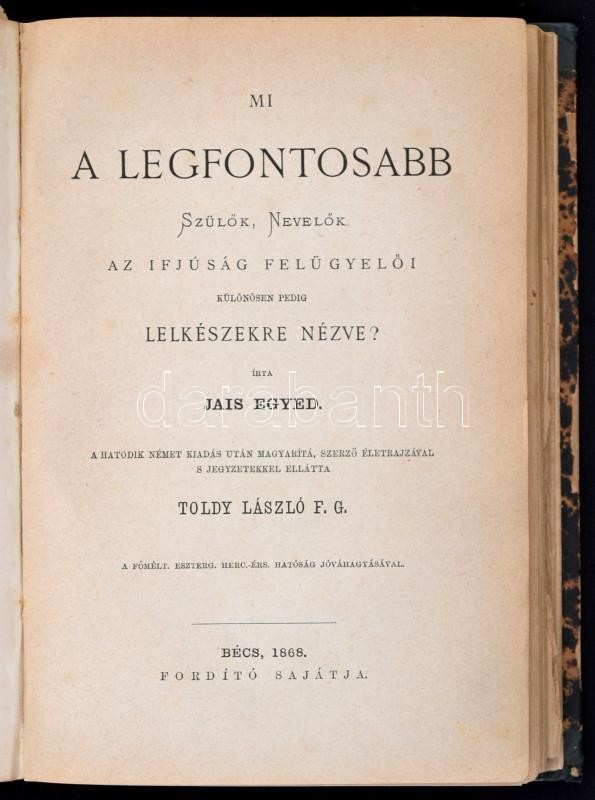 MI
A LEGFONTOSABB
SZÜLŐK, NEVELŐK.
AZ IFJÚSÁG FELÜGYELŐI
KÜLÖNÖSEN PEDIG
LELKÉSZEKRE NÉZVE?
ÍRTA
JAIS EGYED.
darabanth
A HATODIK NÉMET KIADÁS UTÁN MAGYARÍTÁ, SZERZŐ ÉLETRAJZÁVAL
S JEGYZETEKKEL ELLÁTTA
TOLDY LÁSZLÓ F. G.
A FŐMÉLT. ESZTERG. HERC.-ÉRS. HATÓSÁG JÓVÁHAGYÁSÁVAL.
BÉCS, 1868.
FORDÍTÓ SAJÁTJA.